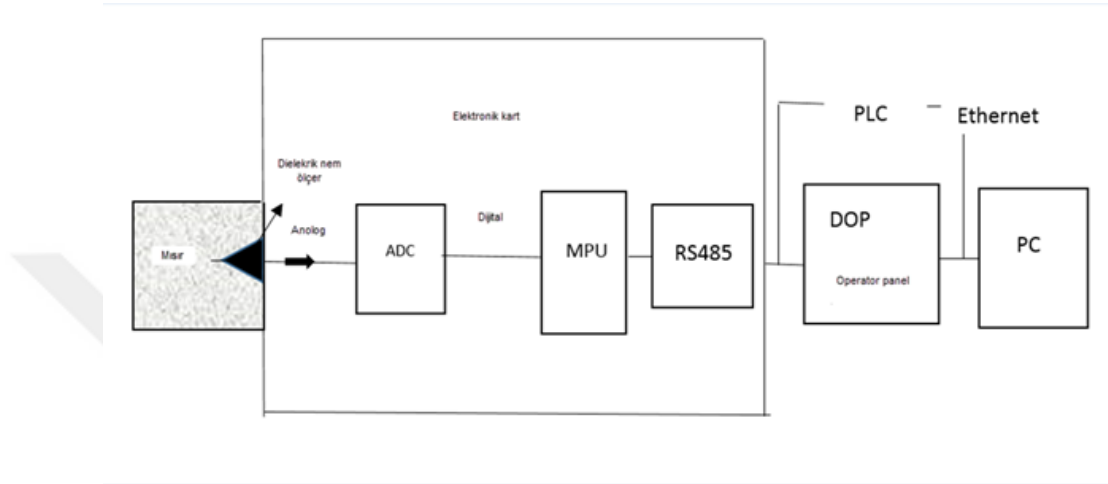 Elektronik kart
PLC
Ethernet
Dielekrik nem
ölçer
Mısır
Anolog
ADC
Dijital
MPU
RS485
DOP
Operator panel
PC